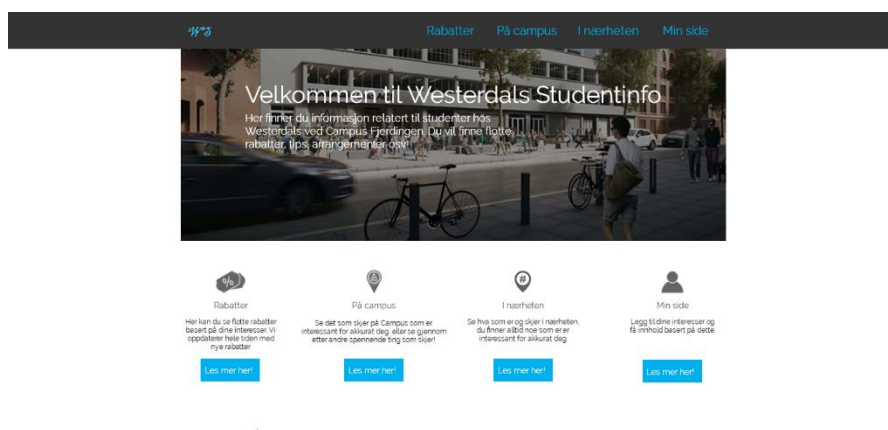 Rabatter På campus I nærheten Min side
Velkommen til Westerdals Studentinfo
Her finner du informasjon relatert til studenter hos
Westerdals ved Campus Fjerdingen. Du vil finne flotte
rabatter, tips, arrangementer osv!
Rabatter
Her kan du se flotte rabatter
basert på dine interesser. Vi
oppdaterer hele tiden med
nye rabatter
Les mer her!
På campus
Se det som skjer på Campus som er
interessant for akkurat deg, eller se gjennom
etter andre spennende ting som skjer!
Les mer her!
I nærheten
Se hva som er og skjer i nærheten,
du finner alltid noe som er er
interessant for akkurat deg.
Les mer her!
Min side
Legg til dine interesser og
få innhold basert på dette
Les mer her!